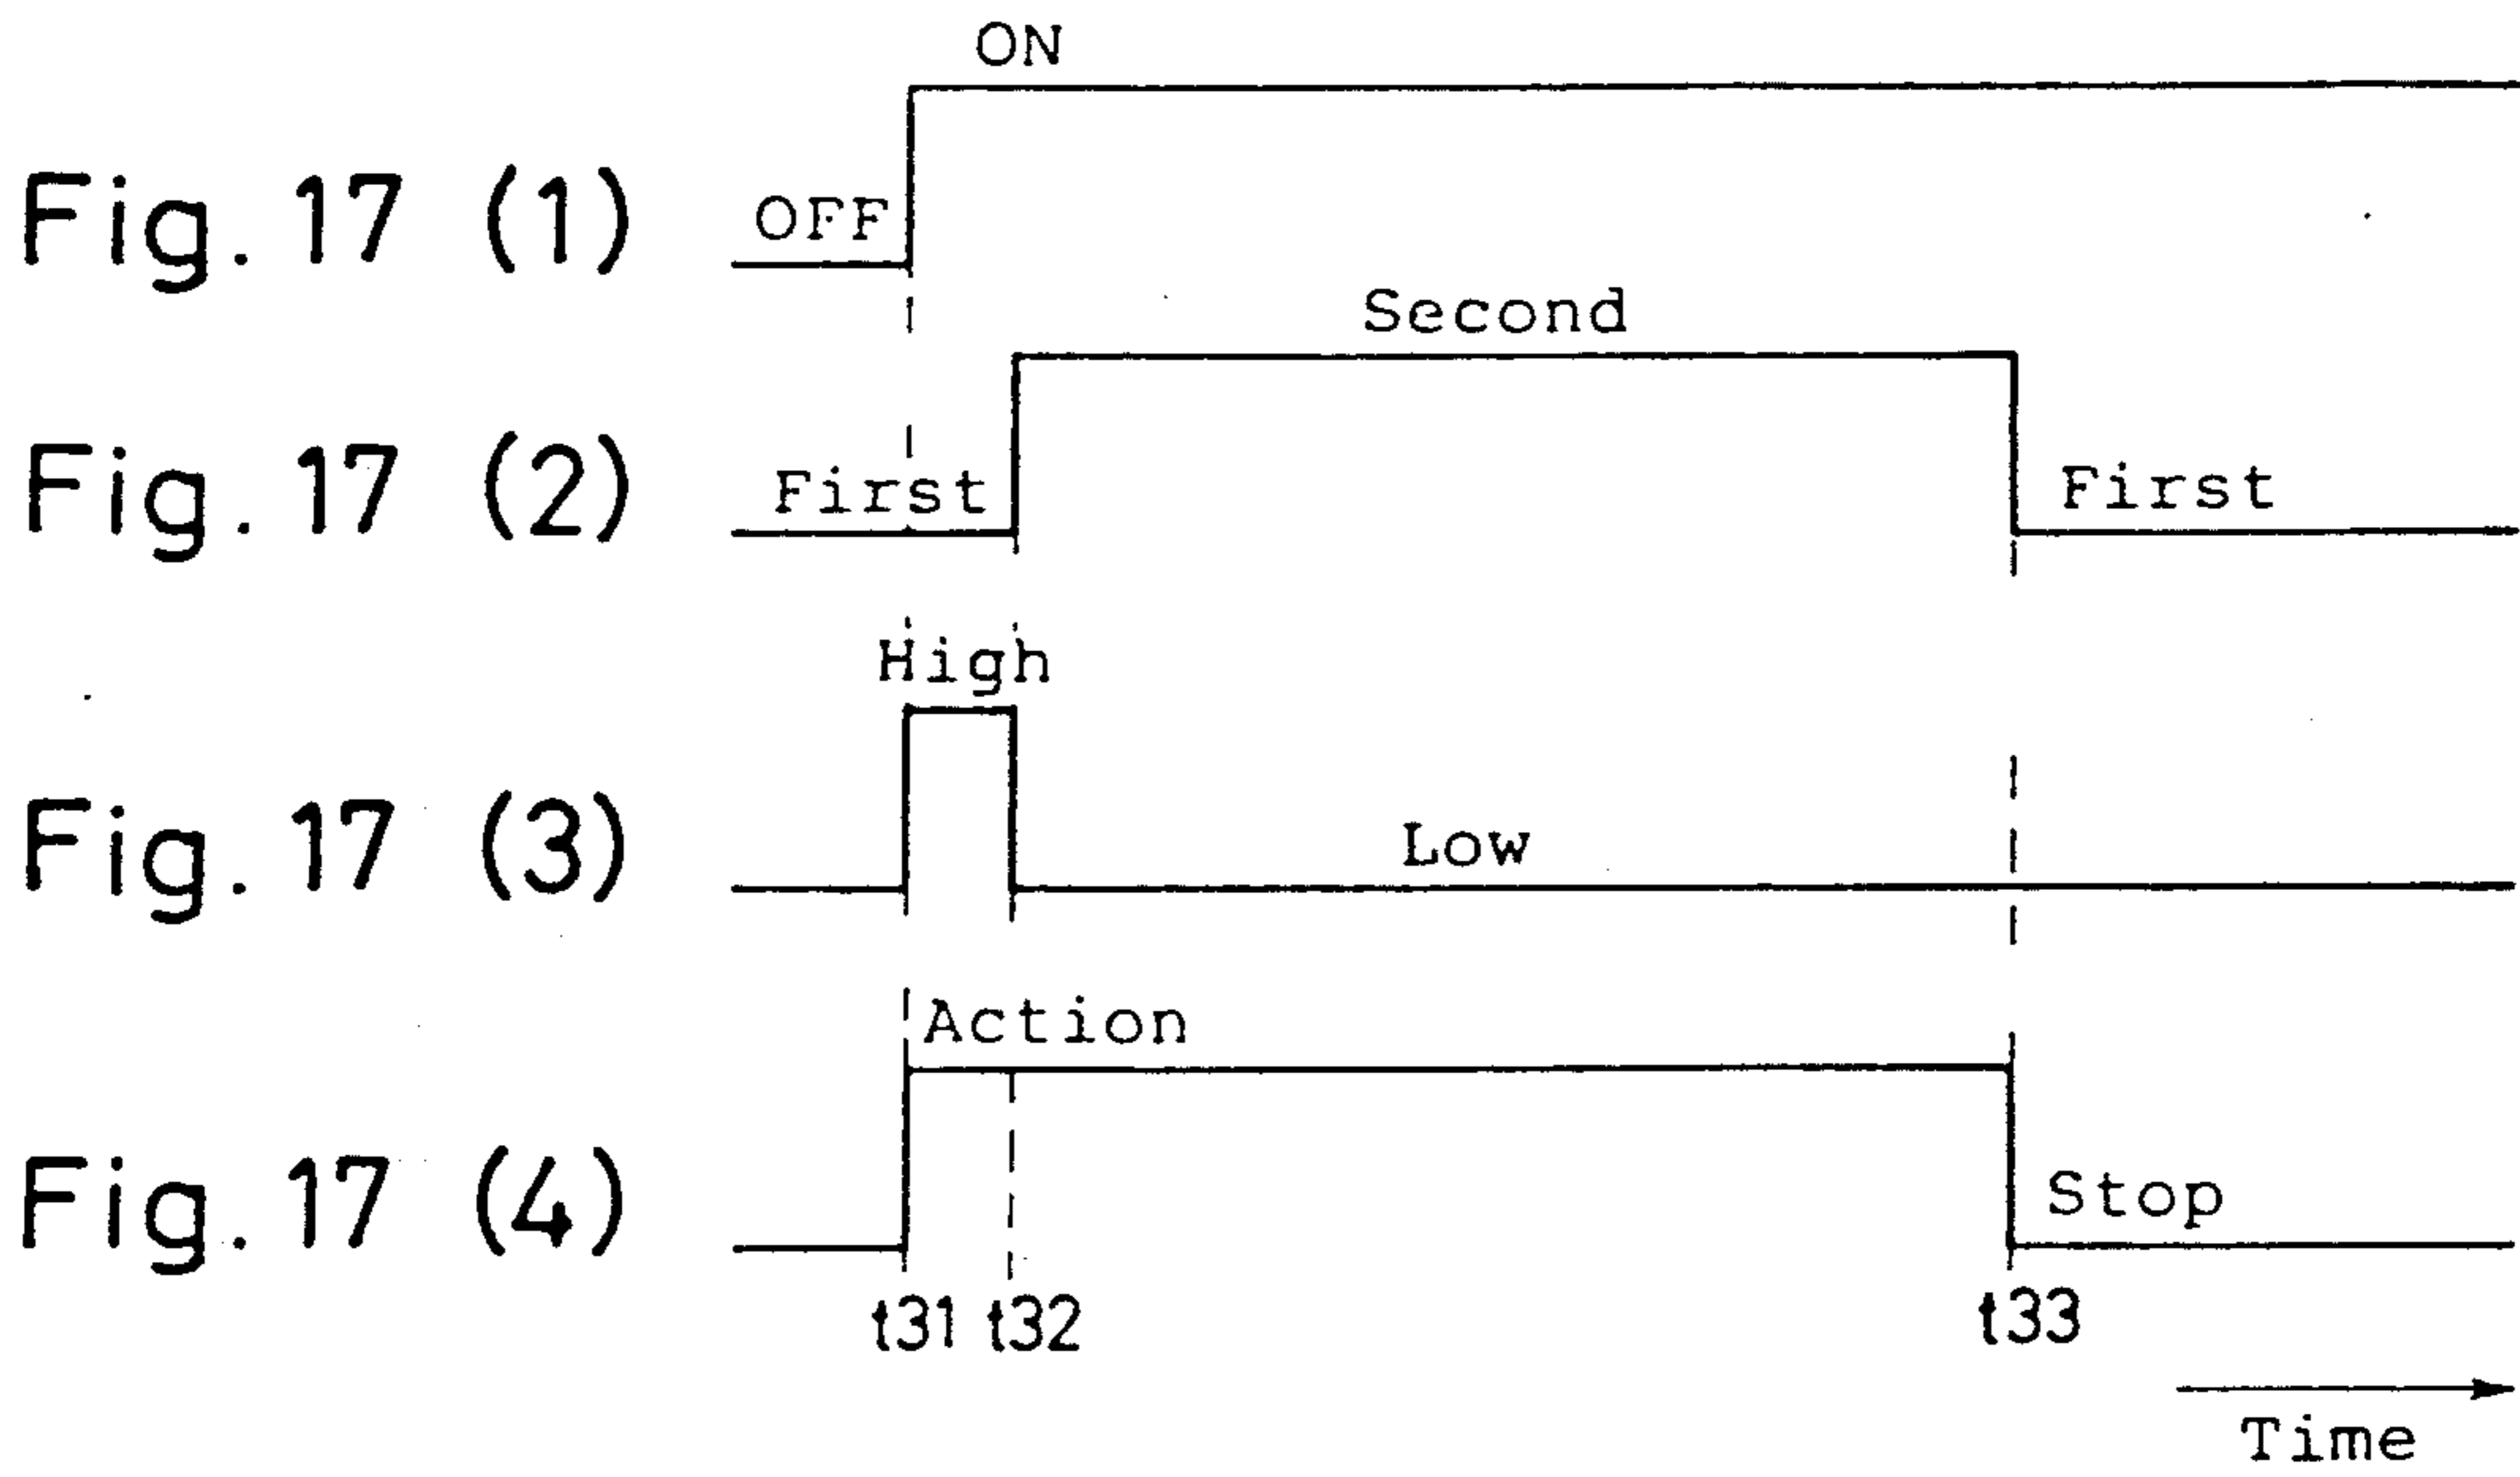 ON
Fig. 17 (1)
OFF
Second
Fig. 17 (2)
First
First
High
Fig. 17 (3)
Low
Action
Fig. 17 (4)
Stop
t31 t32 t33
Time